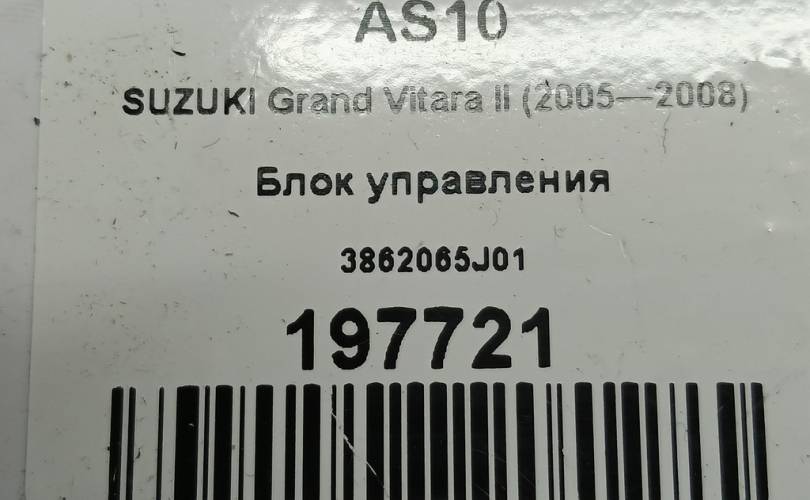 AS10
SUZUKI Grand Vitara II (2005—2008)
Блок управления
3862065J01
197721